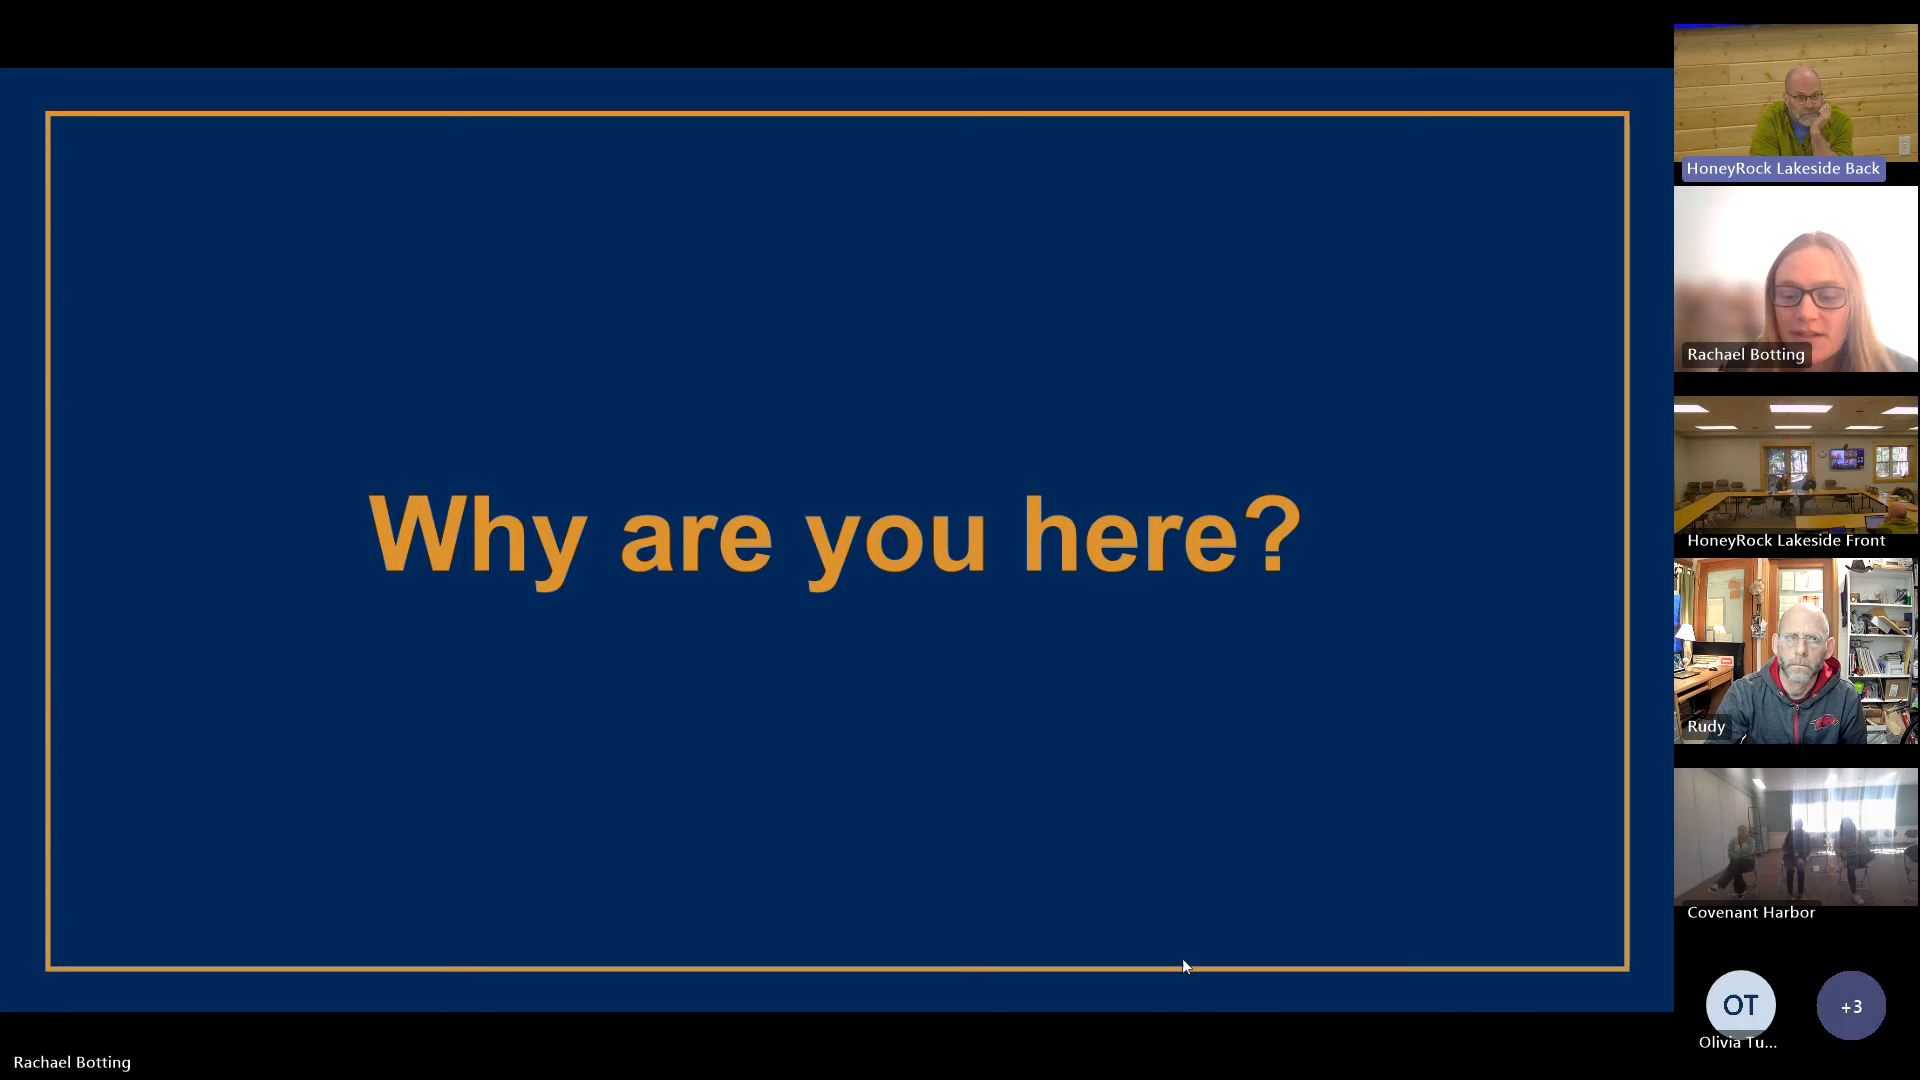 Why are you here?
HoneyRock Lakeside Back
Rachael Botting
HoneyRock Lakeside Front
Rudy
Covenant Harbor
OT
+3
Olivia Tu...
Rachael Botting